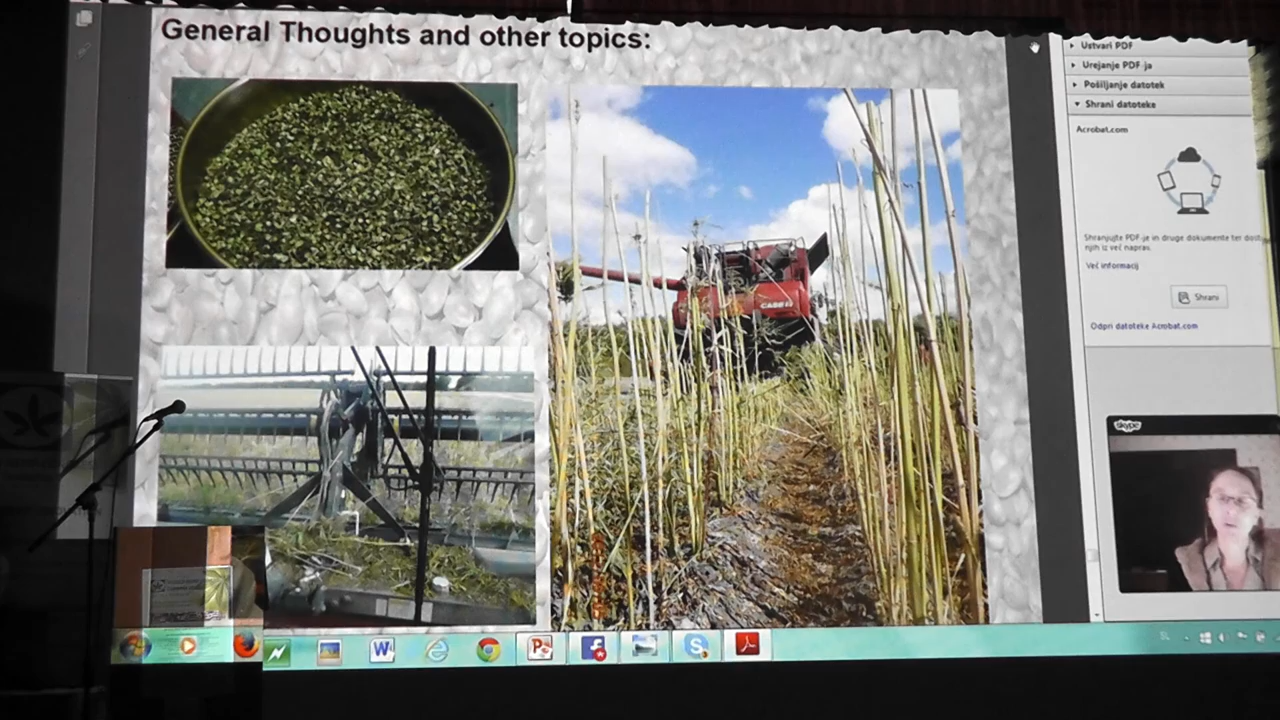 General Thoughts and other topics:
CASE IH
Ustvari PDF
Urejanje PDF-ja
Pošiljanje datotek
Shrani datoteke
Acrobat.com
Shranjujte PDF-je in druge dokumente ter
njih iz več naprav.
Več informacij
Shrani
Odpri datoteke Acrobat.com
skype